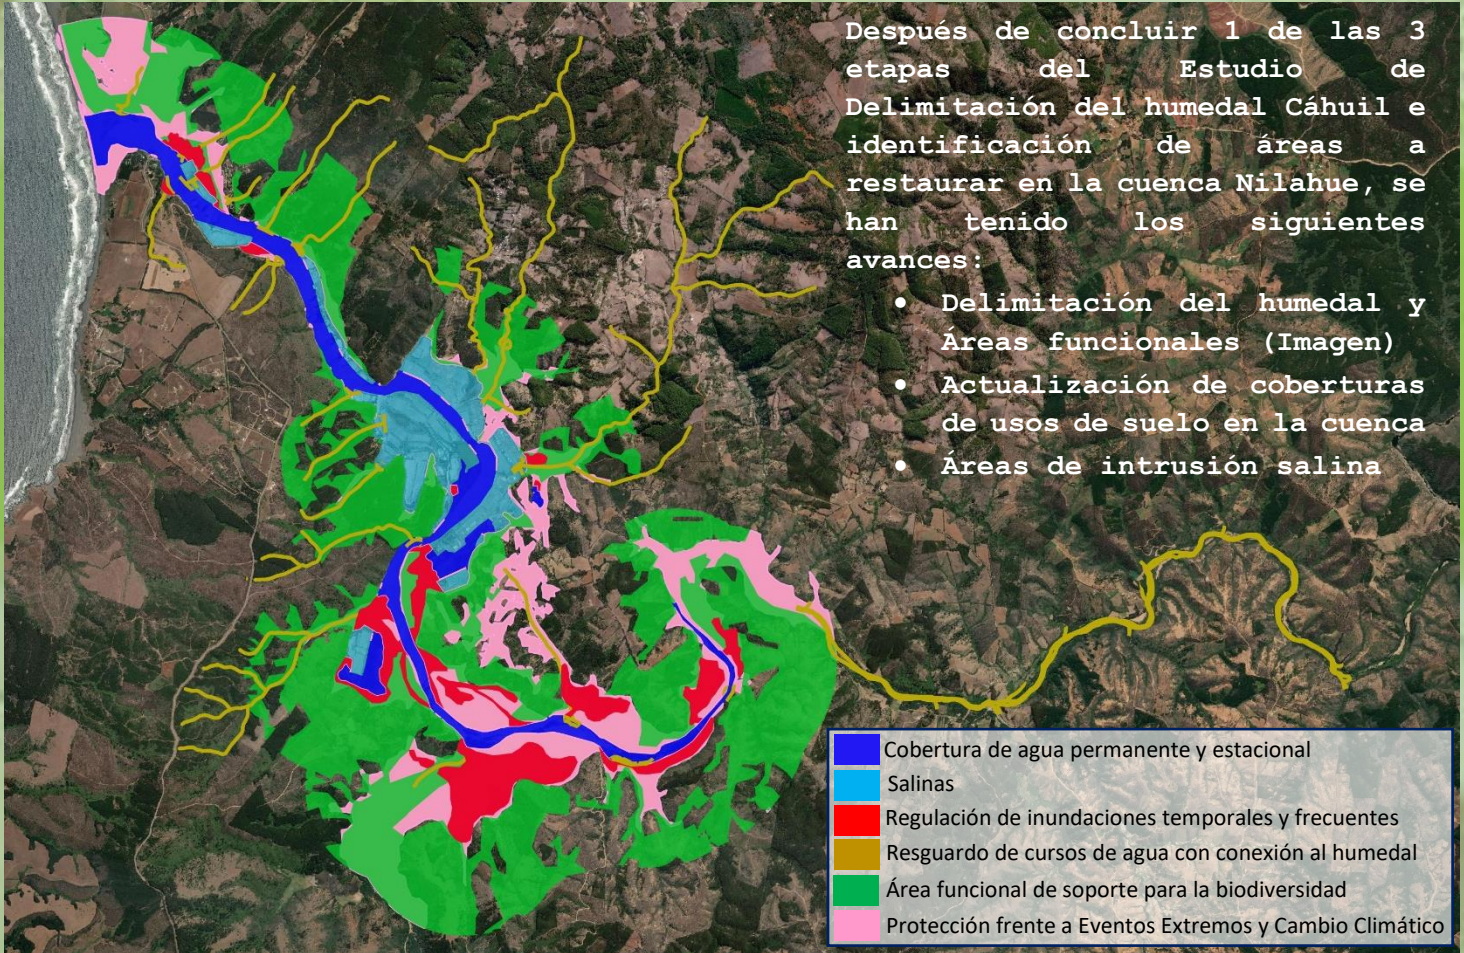 Después de concluir 1 de las 3
etapas del Estudio de
Delimitación del humedal Cáhuil e
identificación de áreas a
restaurar en la cuenca Nilahue, se
han tenido los siguientes
avances:
• Delimitación del humedal y
Áreas funcionales (Imagen)
• Actualización de coberturas
de usos de suelo en la cuenca
• Áreas de intrusión salina
Cobertura de agua permanente y estacional
Salinas
Regulación de inundaciones temporales y frecuentes
Resguardo de cursos de agua con conexión al humedal
Área funcional de soporte para la biodiversidad
Protección frente a Eventos Extremos y Cambio Climático